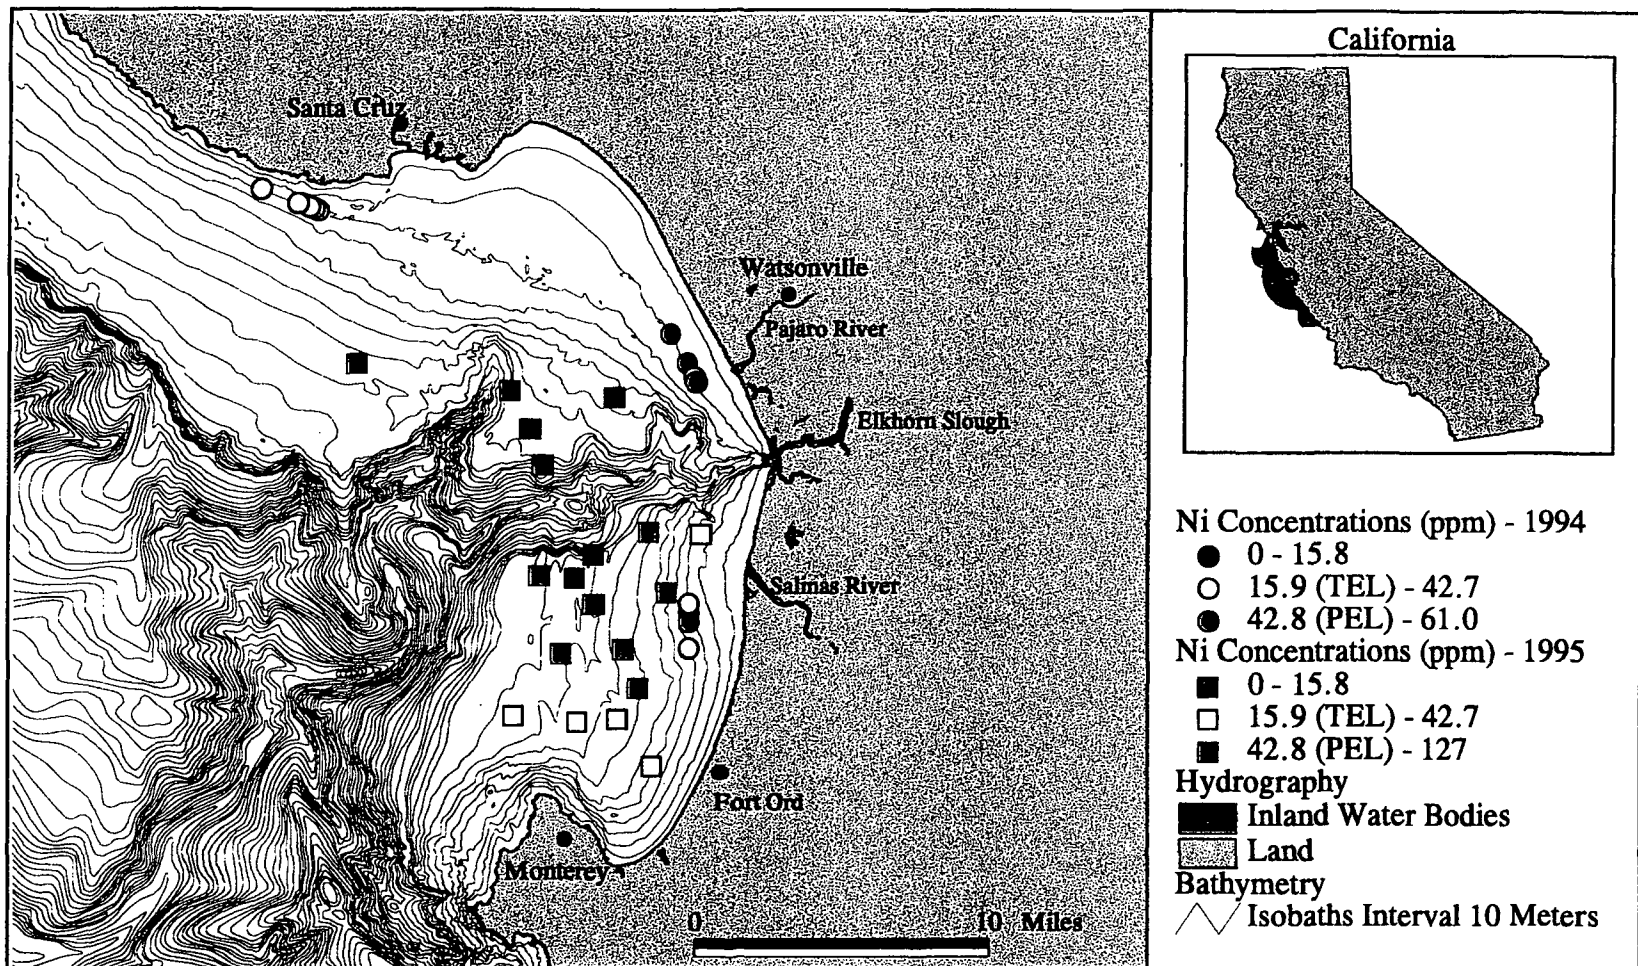 California
Santa Cruz
Watsonville
Pajaro River
Elkhorn Slough
Salinas River
Fort Ord
Monterey
0 10 Miles
Ni Concentrations (ppm) - 1994
0 - 15.8
15.9 (TEL) - 42.7
42.8 (PEL) - 61.0
Ni Concentrations (ppm) - 1995
0 - 15.8
15.9 (TEL) - 42.7
42.8 (PEL) - 127
Hydrography
Inland Water Bodies
Land
Bathymetry
Isobaths Interval 10 Meters